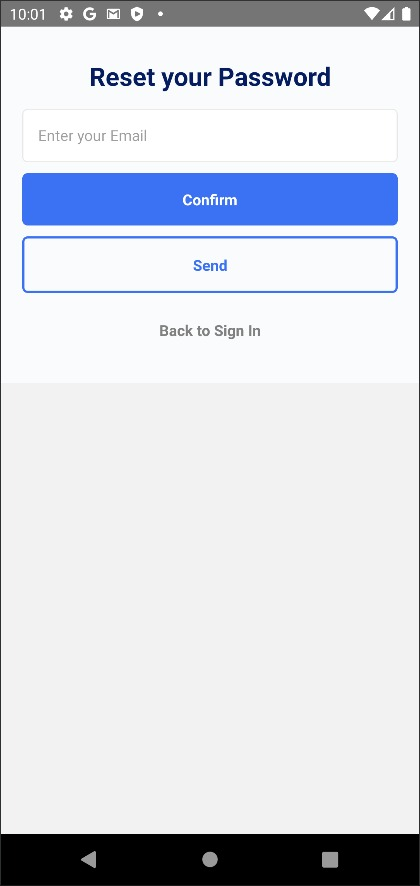 10:01
Reset your Password
Enter your Email
Confirm
Send
Back to Sign In